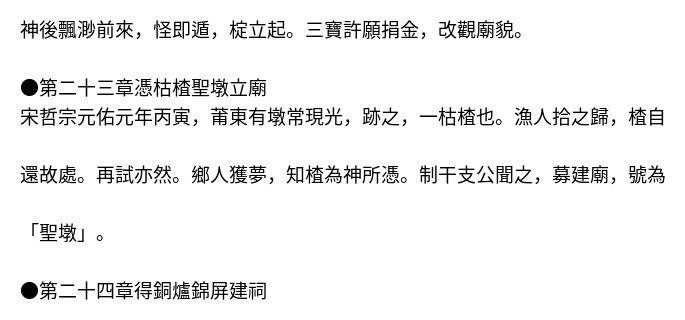 神後飄渺前來，怪即遁，椗立起。三寶許願捐金，改觀廟貌。
●第二十三章憑枯楂聖墩立廟
宋哲宗元佑元年丙寅，莆東有墩常現光，跡之，一枯楂也。漁人拾之歸，楂自
還故處。再試亦然。鄉人獲夢，知楂為神所憑。制干支公聞之，募建廟，號為
「聖墩」。
●第二十四章得銅爐錦屏建祠